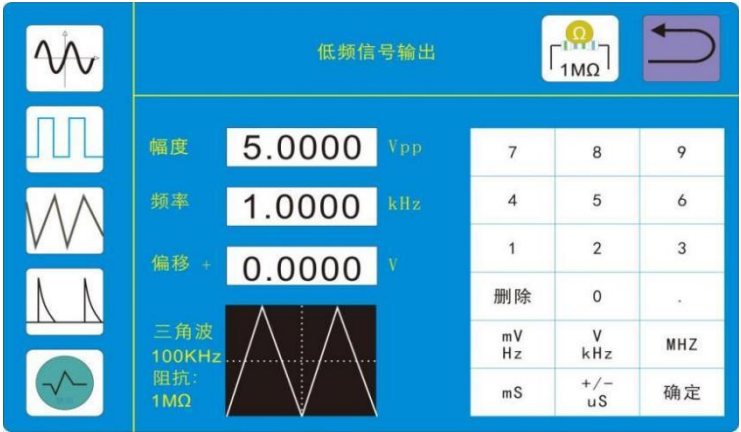 低频信号输出
Ω
1MΩ
幅度 5.0000 Vpp
频率 1.0000 kHz
偏移 + 0.0000 V
三角波
100KHz
阻抗:
1MΩ
7 8 9
4 5 6
1 2 3
删除 0 .
mV
Hz
V
kHz
MHZ
mS
+/-
uS
确定